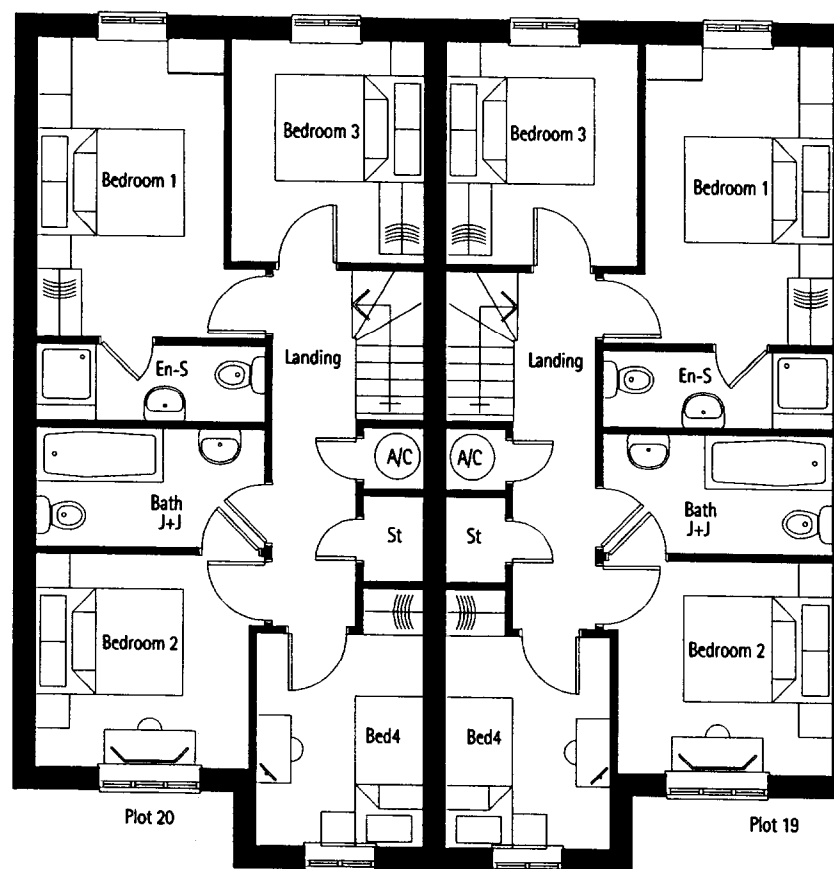 Bedroom 3
Bedroom 3
Bedroom 1
Bedroom 1
Landing
Landing
En-S
En-S
A/C
A/C
Bath
J+J
Bath
J+J
St
St
Bedroom 2
Bedroom 2
Bed4
Bed4
Plot 20
Plot 19